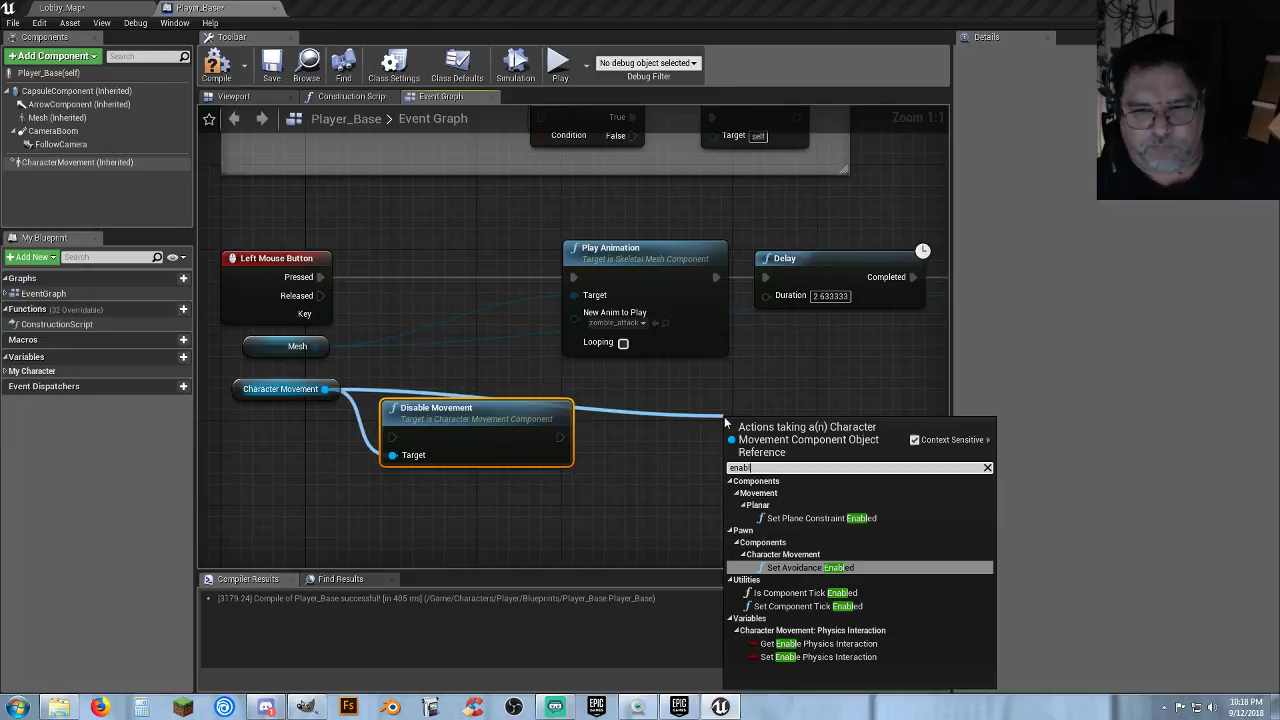 Lobby_Map*
Player_Base*
File Edit Asset View Debug Window Help
Components
Toolbar
Details
+Add Component
Search
Compile
Save
Browse
Find
Class Settings
Class Defaults
Simulation
Play
No debug object selected
Debug Filter
Player_Base(self)
CapsuleComponent (Inherited)
ArrowComponent (Inherited)
Mesh (Inherited)
CameraBoom
FollowCamera
CharacterMovement (Inherited)
Viewport
Construction Scrip
Event Graph
Player_Base > Event Graph
Zoom 1:1
True
Condition
False
Target self
My Blueprint
+Add New
Search
Graphs
EventGraph
Functions (32 Overridable)
ConstructionScript
Macros
Variables
My Character
Event Dispatchers
Left Mouse Button
Pressed
Released
Key
Mesh
Character Movement
Play Animation
Target is Skeletal Mesh Component
Target
New Anim to Play
zombie_attack
Looping
Delay
Completed
Duration 2.633333
Disable Movement
Target is Character Movement Component
Target
Actions taking a(n) Character
Movement Component Object
Reference
Context Sensitive
enabl
Components
Movement
Planar
Set Plane Constraint Enabled
Pawn
Components
Character Movement
Set Avoidance Enabled
Utilities
Is Component Tick Enabled
Set Component Tick Enabled
Variables
Character Movement: Physics Interaction
Get Enable Physics Interaction
Set Enable Physics Interaction
Compiler Results
Find Results
[3179.24] Compile of Player_Base successful! [in 405 ms] (/Game/Characters/Player/Blueprints/Player_Base.Player_Base)
Fs
EPIC GAMES
EPIC GAMES
10:18 PM
9/12/2018